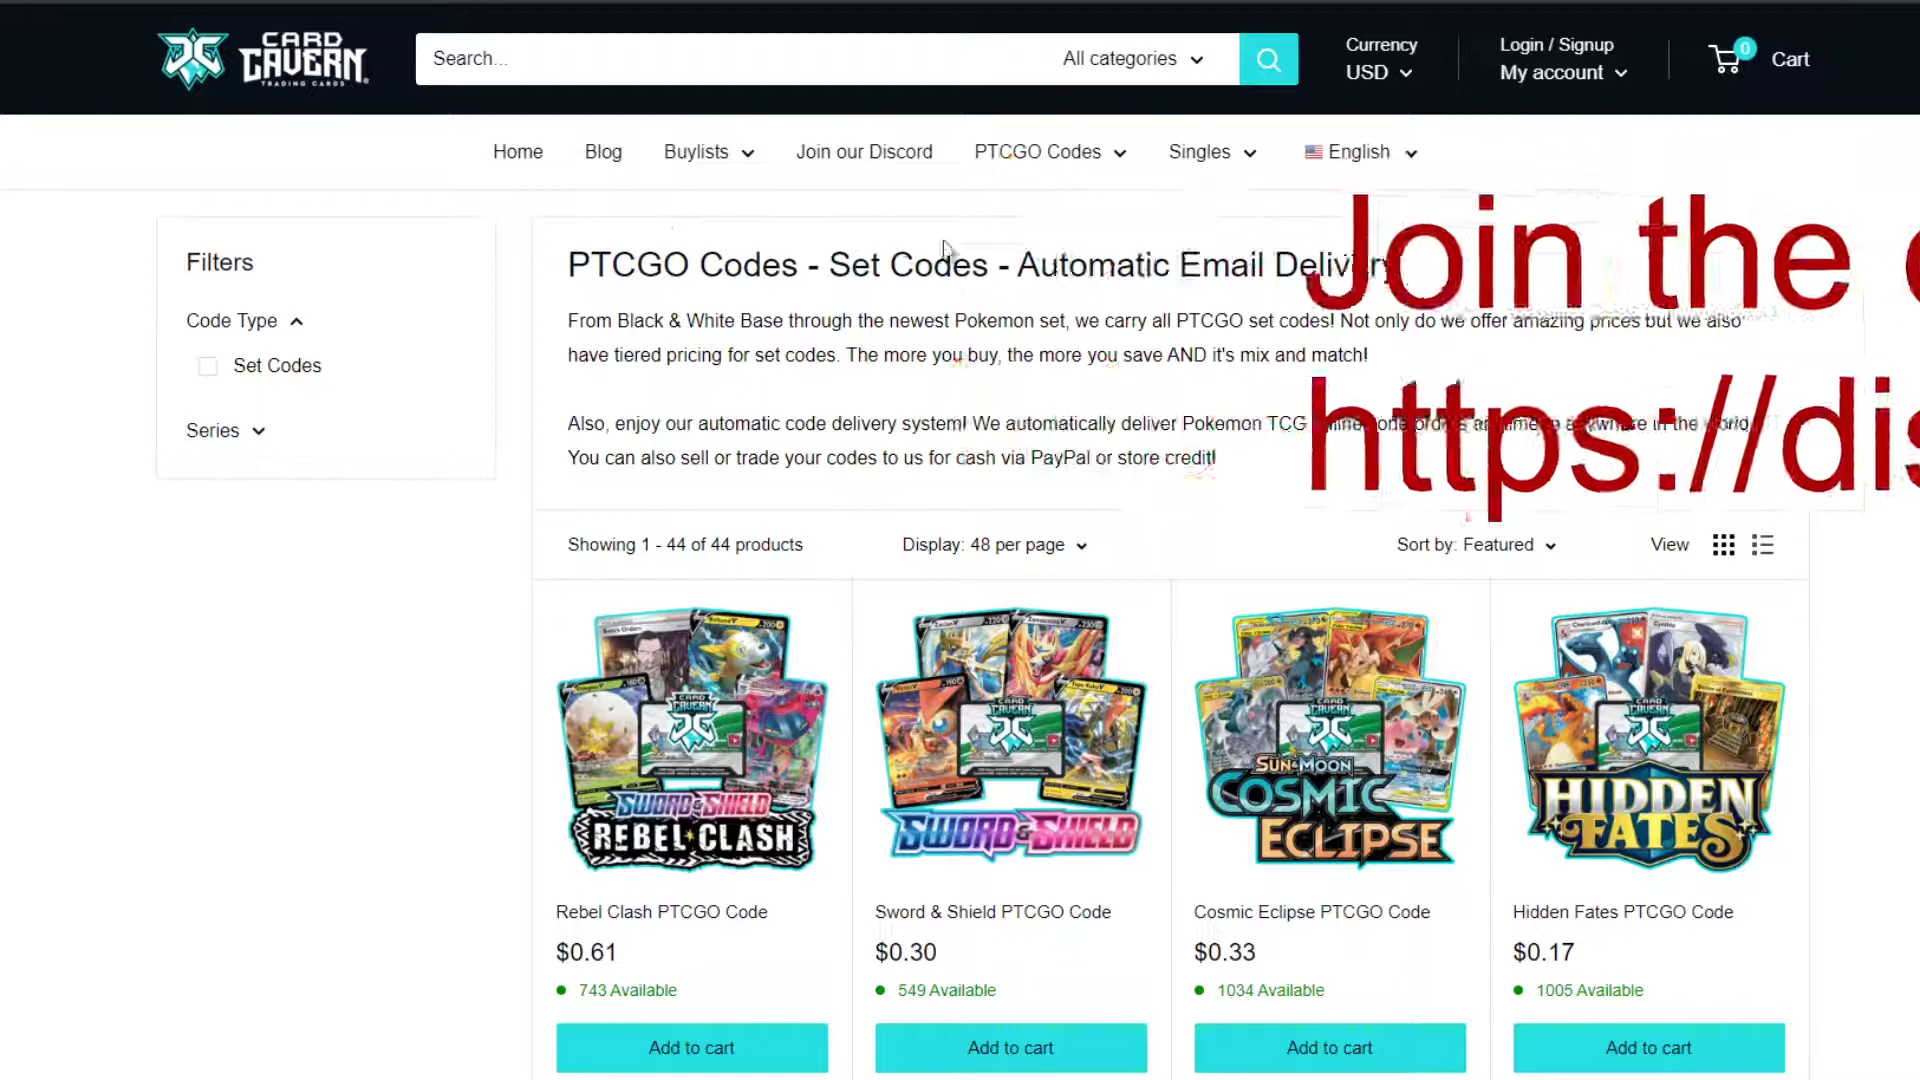 CARD CAVERN
TRADING CARDS
Search...
All categories
Currency
USD
Login / Signup
My account
0
Cart
Home
Blog
Buylists
Join our Discord
PTCGO Codes
Singles
English
Join the
https://dis
Filters
Code Type
Set Codes
Series
PTCGO Codes - Set Codes - Automatic Email Delivery
From Black & White Base through the newest Pokemon set, we carry all PTCGO set codes! Not only do we offer amazing prices but we also
have tiered pricing for set codes. The more you buy, the more you save AND it's mix and match!
Also, enjoy our automatic code delivery system! We automatically deliver Pokemon TCG in the world
You can also sell or trade your codes to us for cash via PayPal or store credit!
Showing 1 - 44 of 44 products
Display: 48 per page
Sort by: Featured
View
SWORD & SHIELD
REBEL CLASH
SWORD & SHIELD
SUN & MOON
COSMIC
ECLIPSE
HIDDEN
FATES
Rebel Clash PTCGO Code
$0.61
743 Available
Add to cart
Sword & Shield PTCGO Code
$0.30
549 Available
Add to cart
Cosmic Eclipse PTCGO Code
$0.33
1034 Available
Add to cart
Hidden Fates PTCGO Code
$0.17
1005 Available
Add to cart